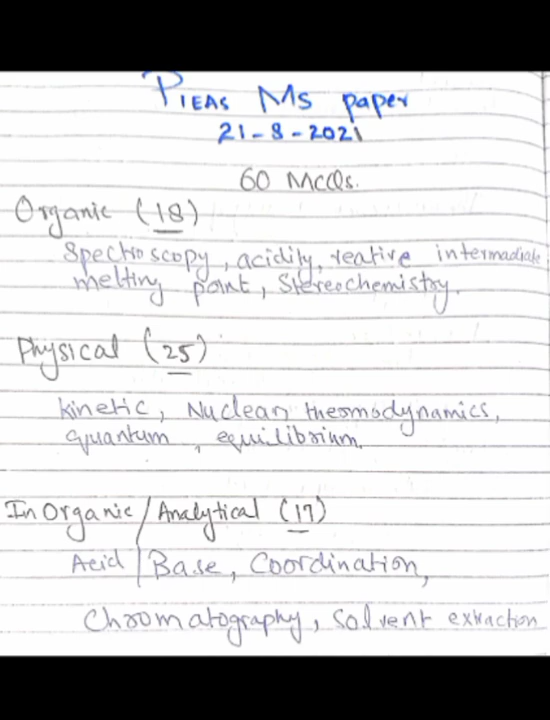 PIEAS Ms paper
21-8-2021
60 MCQs.
Organic (18)
Spectroscopy, acidity, reative intermadiate
melting point, Stereochemistry.
Physical (25)
kinetic, Nuclear thermodynamics,
quantum, equilibrium.
InOrganic/Analytical (17)
Acid/Base, Coordination,
Chromatography, Solvent extraction